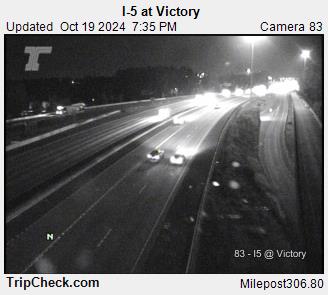 I-5 at Victory
Updated Oct 19 2024 7:35 PM Camera 83
T
N
83 - I5 @ Victory
TripCheck.com Milepost306.80